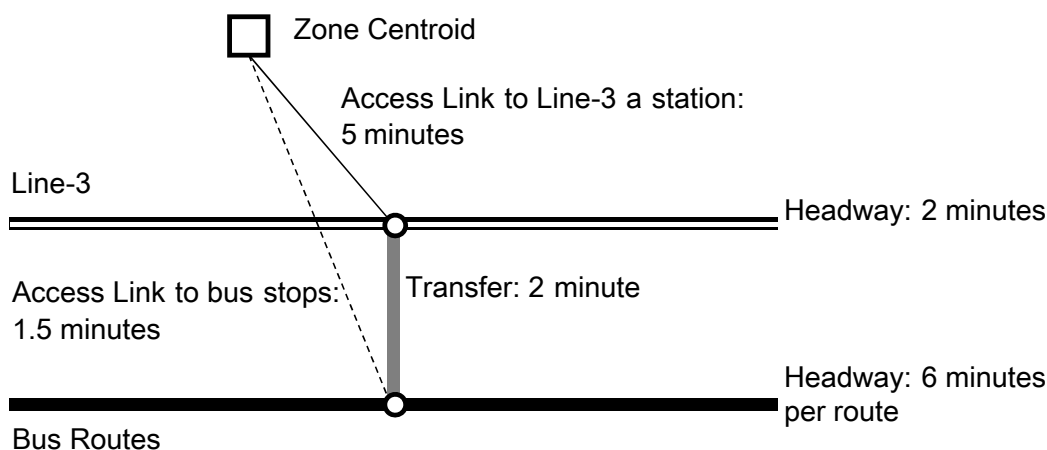 Zone Centroid
Access Link to Line-3 a station:
5 minutes
Line-3
Headway: 2 minutes
Access Link to bus stops:
1.5 minutes
Transfer: 2 minute
Headway: 6 minutes
per route
Bus Routes